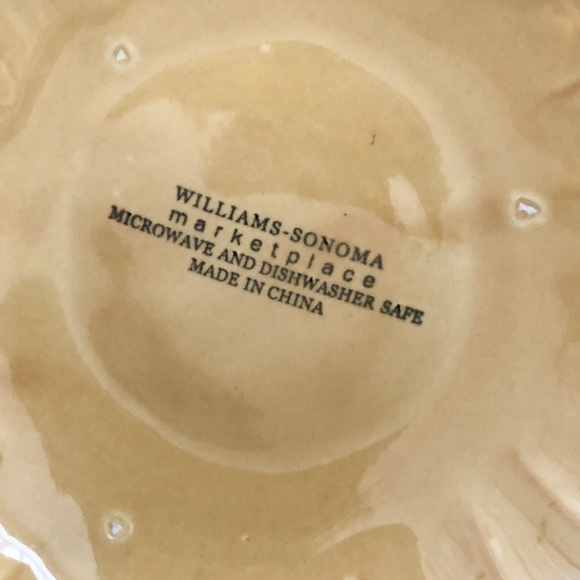 WILLIAMS-SONOMA
marketplace
MICROWAVE AND DISHWASHER SAFE
MADE IN CHINA